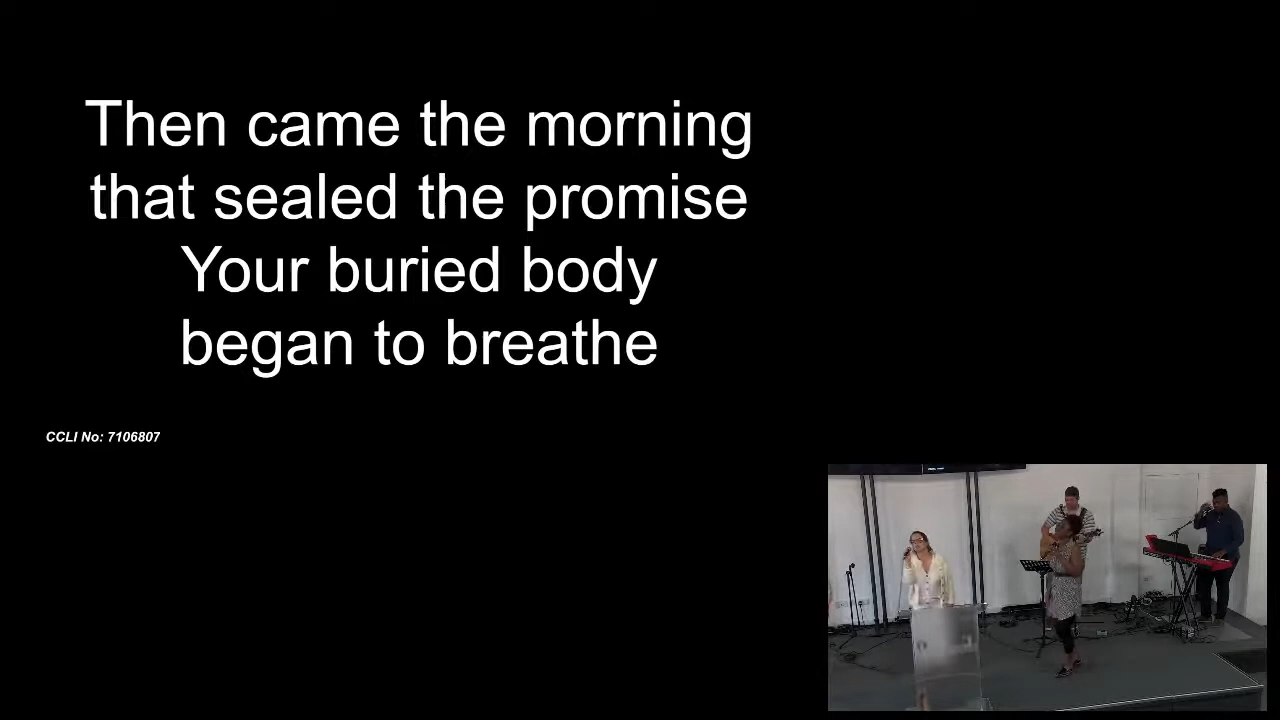 Then came the morning
that sealed the promise
Your buried body
began to breathe
CCLI No: 7106807